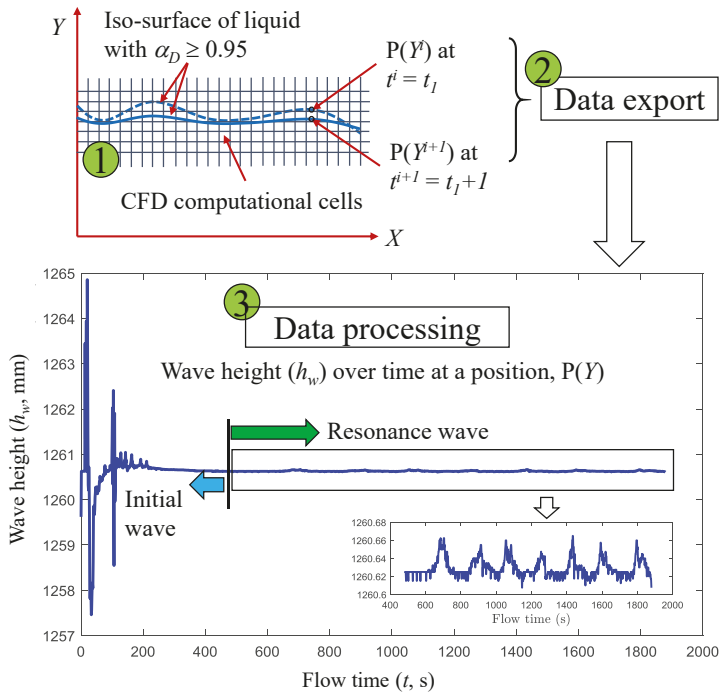 Y
Iso-surface of liquid
with α_D ≥ 0.95
P(Y^i) at
t^i = t_1
2
Data export
1
P(Y^{i+1}) at
t^{i+1} = t_1+1
CFD computational cells
X
3
Data processing
Wave height (h_w) over time at a position, P(Y)
Resonance wave
Initial
wave
Wave height (h_w, mm)
1265
1264
1263
1262
1261
1260
1259
1258
1257
1260.68
1260.66
1260.64
1260.62
1260.6
400 600 800 1000 1200 1400 1600 1800 2000
Flow time (s)
0 200 400 600 800 1000 1200 1400 1600 1800 2000
Flow time (t, s)